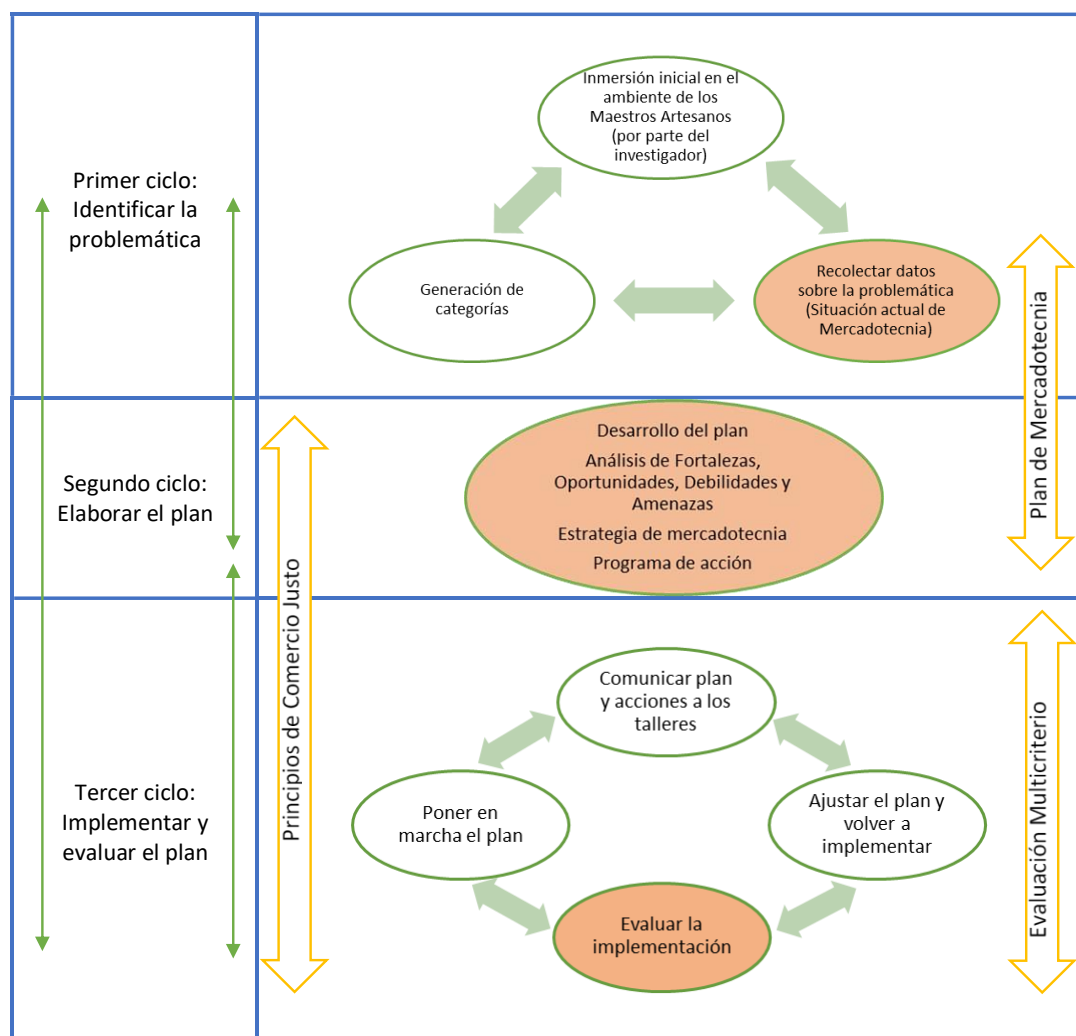 Primer ciclo:
Identificar la
problemática
Inmersión inicial en el
ambiente de los
Maestros Artesanos
(por parte del
investigador)
Generación de
categorías
Recolectar datos
sobre la problemática
(Situación actual de
Mercadotecnia)
Plan de Mercadotecnia
Segundo ciclo:
Elaborar el plan
Desarrollo del plan
Análisis de Fortalezas,
Oportunidades, Debilidades y
Amenazas
Estrategia de mercadotecnia
Programa de acción
Principios de Comercio Justo
Tercer ciclo:
Implementar y
evaluar el plan
Comunicar plan
y acciones a los
talleres
Poner en
marcha el plan
Ajustar el plan y
volver a
implementar
Evaluar la
implementación
Evaluación Multicriterio